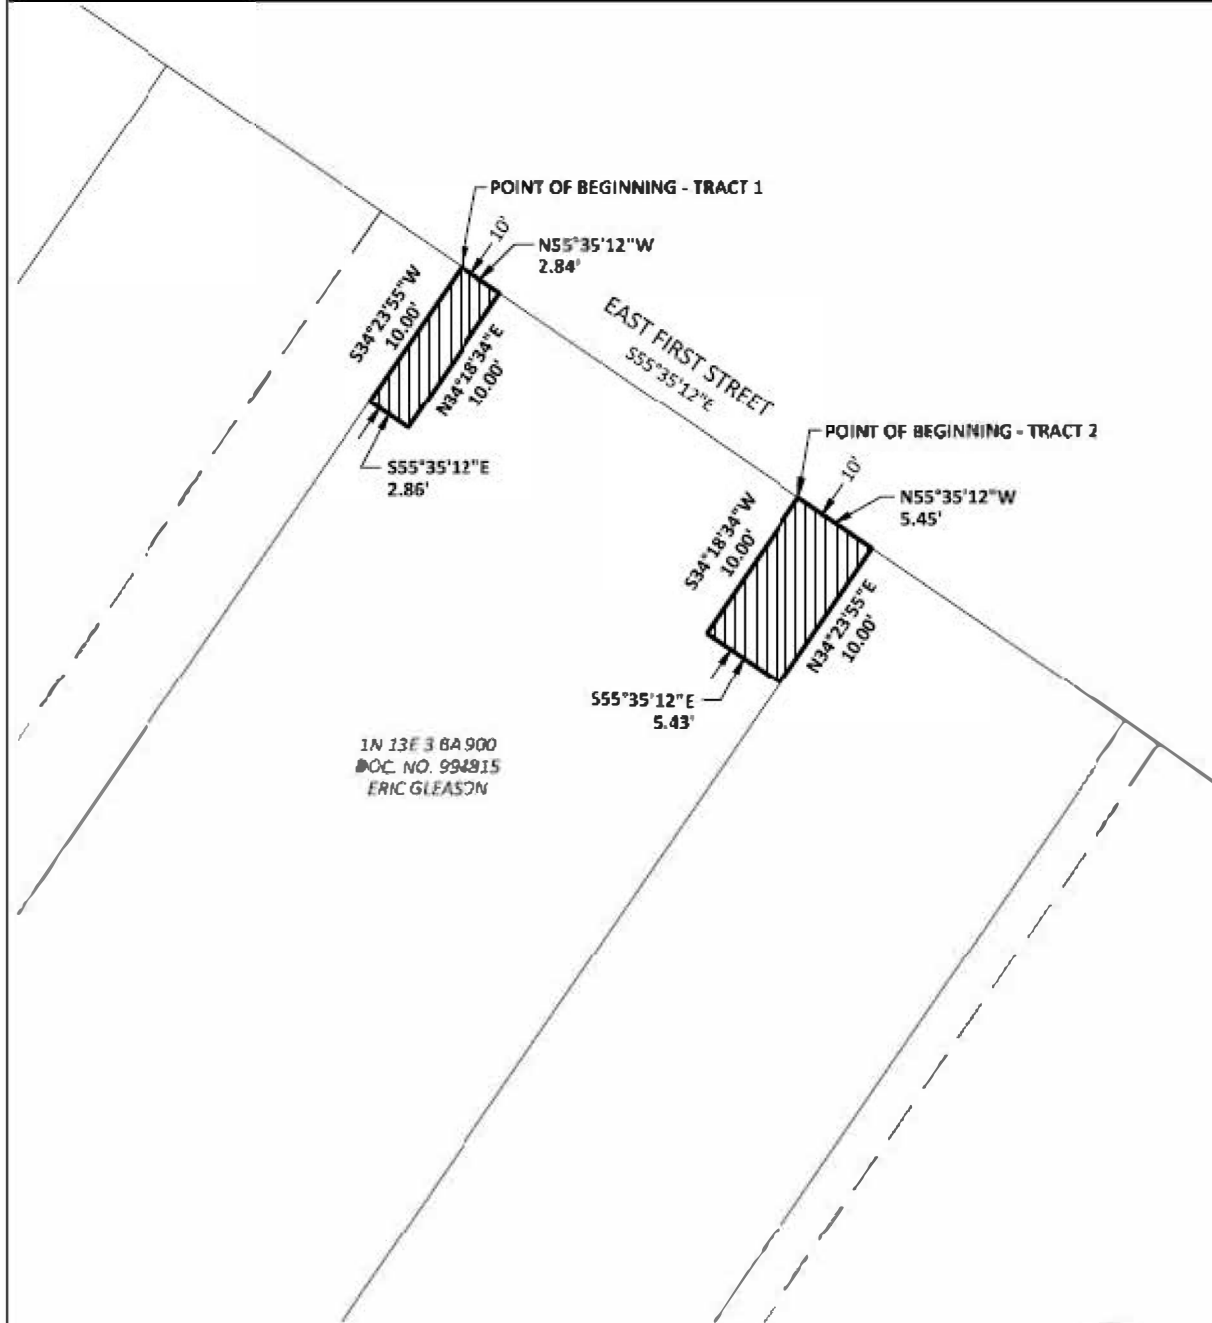 POINT OF BEGINNING - TRACT 1
10'
N55°35'12"W
2.84'
S34°23'55"W
10.00'
N34°18'34"E
10.00'
S55°35'12"E
2.86'
EAST FIRST STREET
S55°35'12"E
POINT OF BEGINNING - TRACT 2
10'
N55°35'12"W
5.45'
S34°18'34"W
10.00'
N34°23'55"E
10.00'
S55°35'12"E
5.43'
1N 13E 3 BA 900
DOC. NO. 994815
ERIC GLEASON